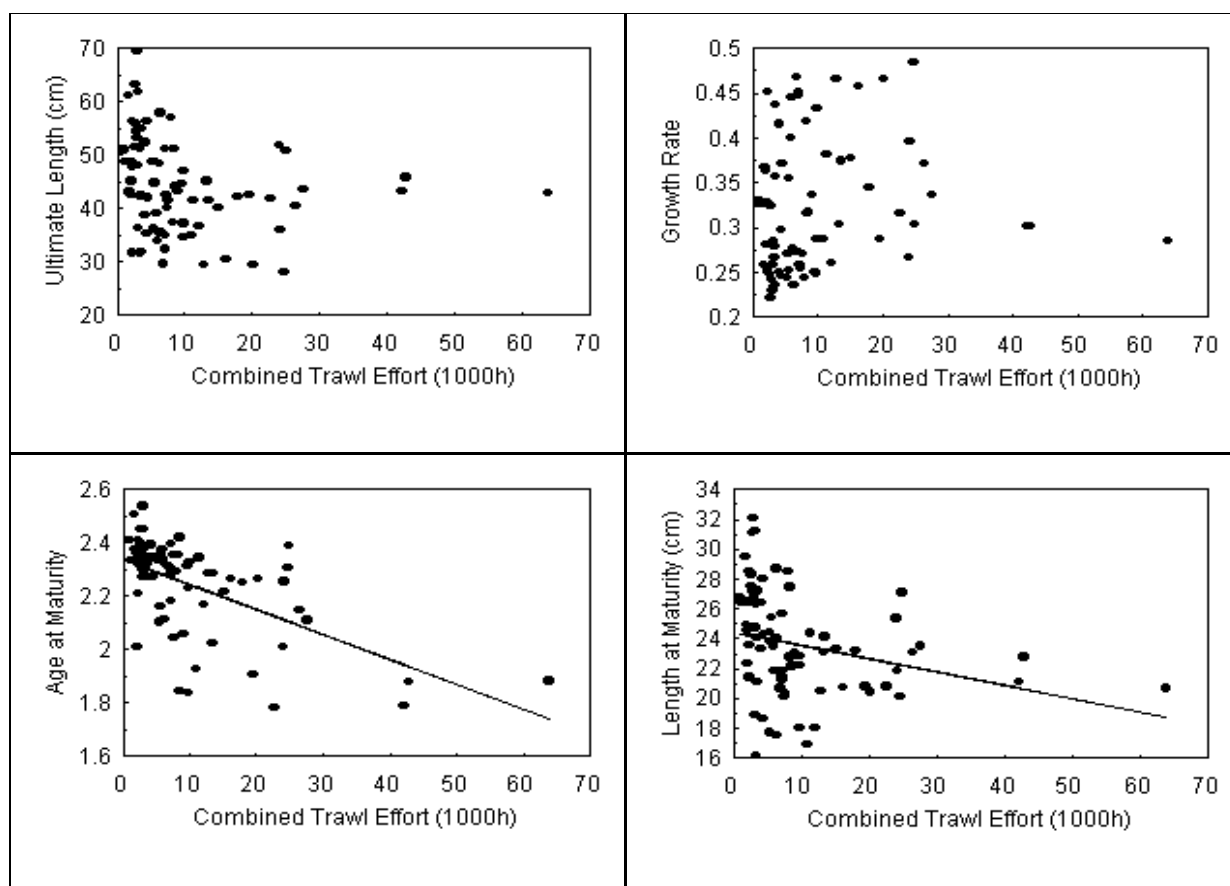 Ultimate Length (cm)
70
60
50
40
30
20
0 10 20 30 40 50 60 70
Combined Trawl Effort (1000h)
Growth Rate
0.5
0.45
0.4
0.35
0.3
0.25
0.2
0 10 20 30 40 50 60 70
Combined Trawl Effort (1000h)
Age at Maturity
2.6
2.4
2.2
2
1.8
1.6
0 10 20 30 40 50 60 70
Combined Trawl Effort (1000h)
Length at Maturity (cm)
34
32
30
28
26
24
22
20
18
16
0 10 20 30 40 50 60 70
Combined Trawl Effort (1000h)